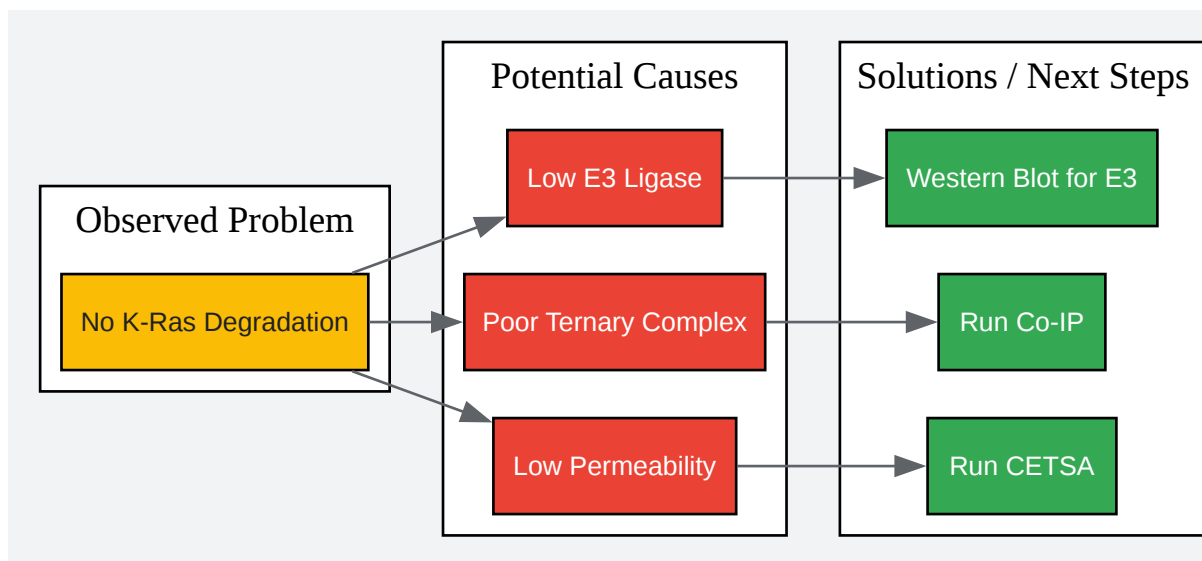 Observed Problem
No K-Ras Degradation
Potential Causes
Low E3 Ligase
Poor Ternary Complex
Low Permeability
Solutions / Next Steps
Western Blot for E3
Run Co-IP
Run CETSA